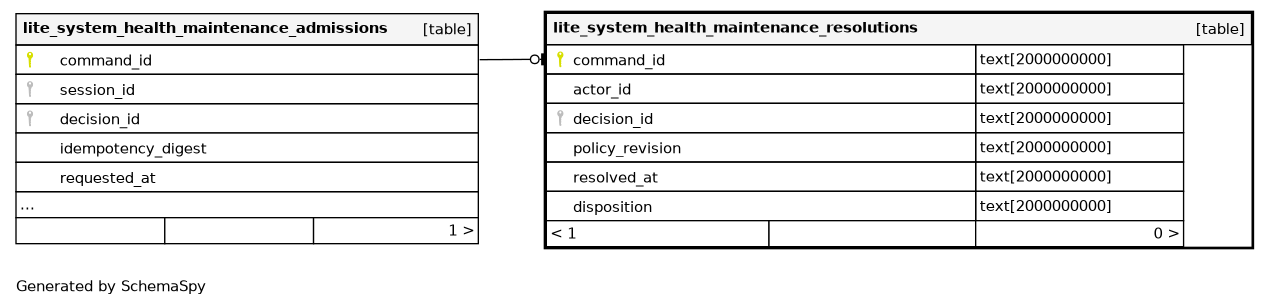 lite_system_health_maintenance_admissions [table]
command_id
session_id
decision_id
idempotency_digest
requested_at
...
1 >
lite_system_health_maintenance_resolutions [table]
command_id text[2000000000]
actor_id text[2000000000]
decision_id text[2000000000]
policy_revision text[2000000000]
resolved_at text[2000000000]
disposition text[2000000000]
< 1 0 >
Generated by SchemaSpy